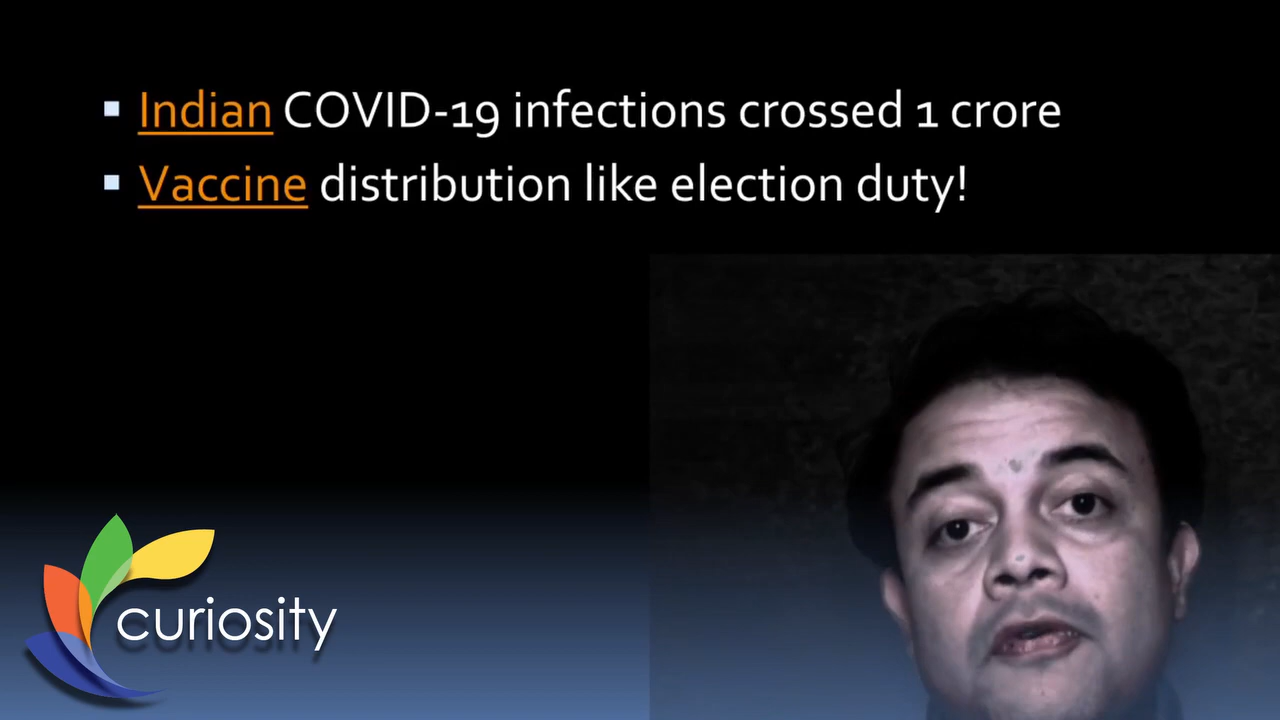 Indian COVID-19 infections crossed 1 crore
Vaccine distribution like election duty!
curiosity